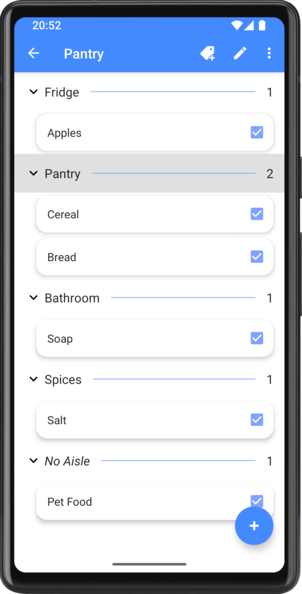 20:52
Pantry
Fridge 1
Apples
Pantry 2
Cereal
Bread
Bathroom 1
Soap
Spices 1
Salt
No Aisle 1
Pet Food
+